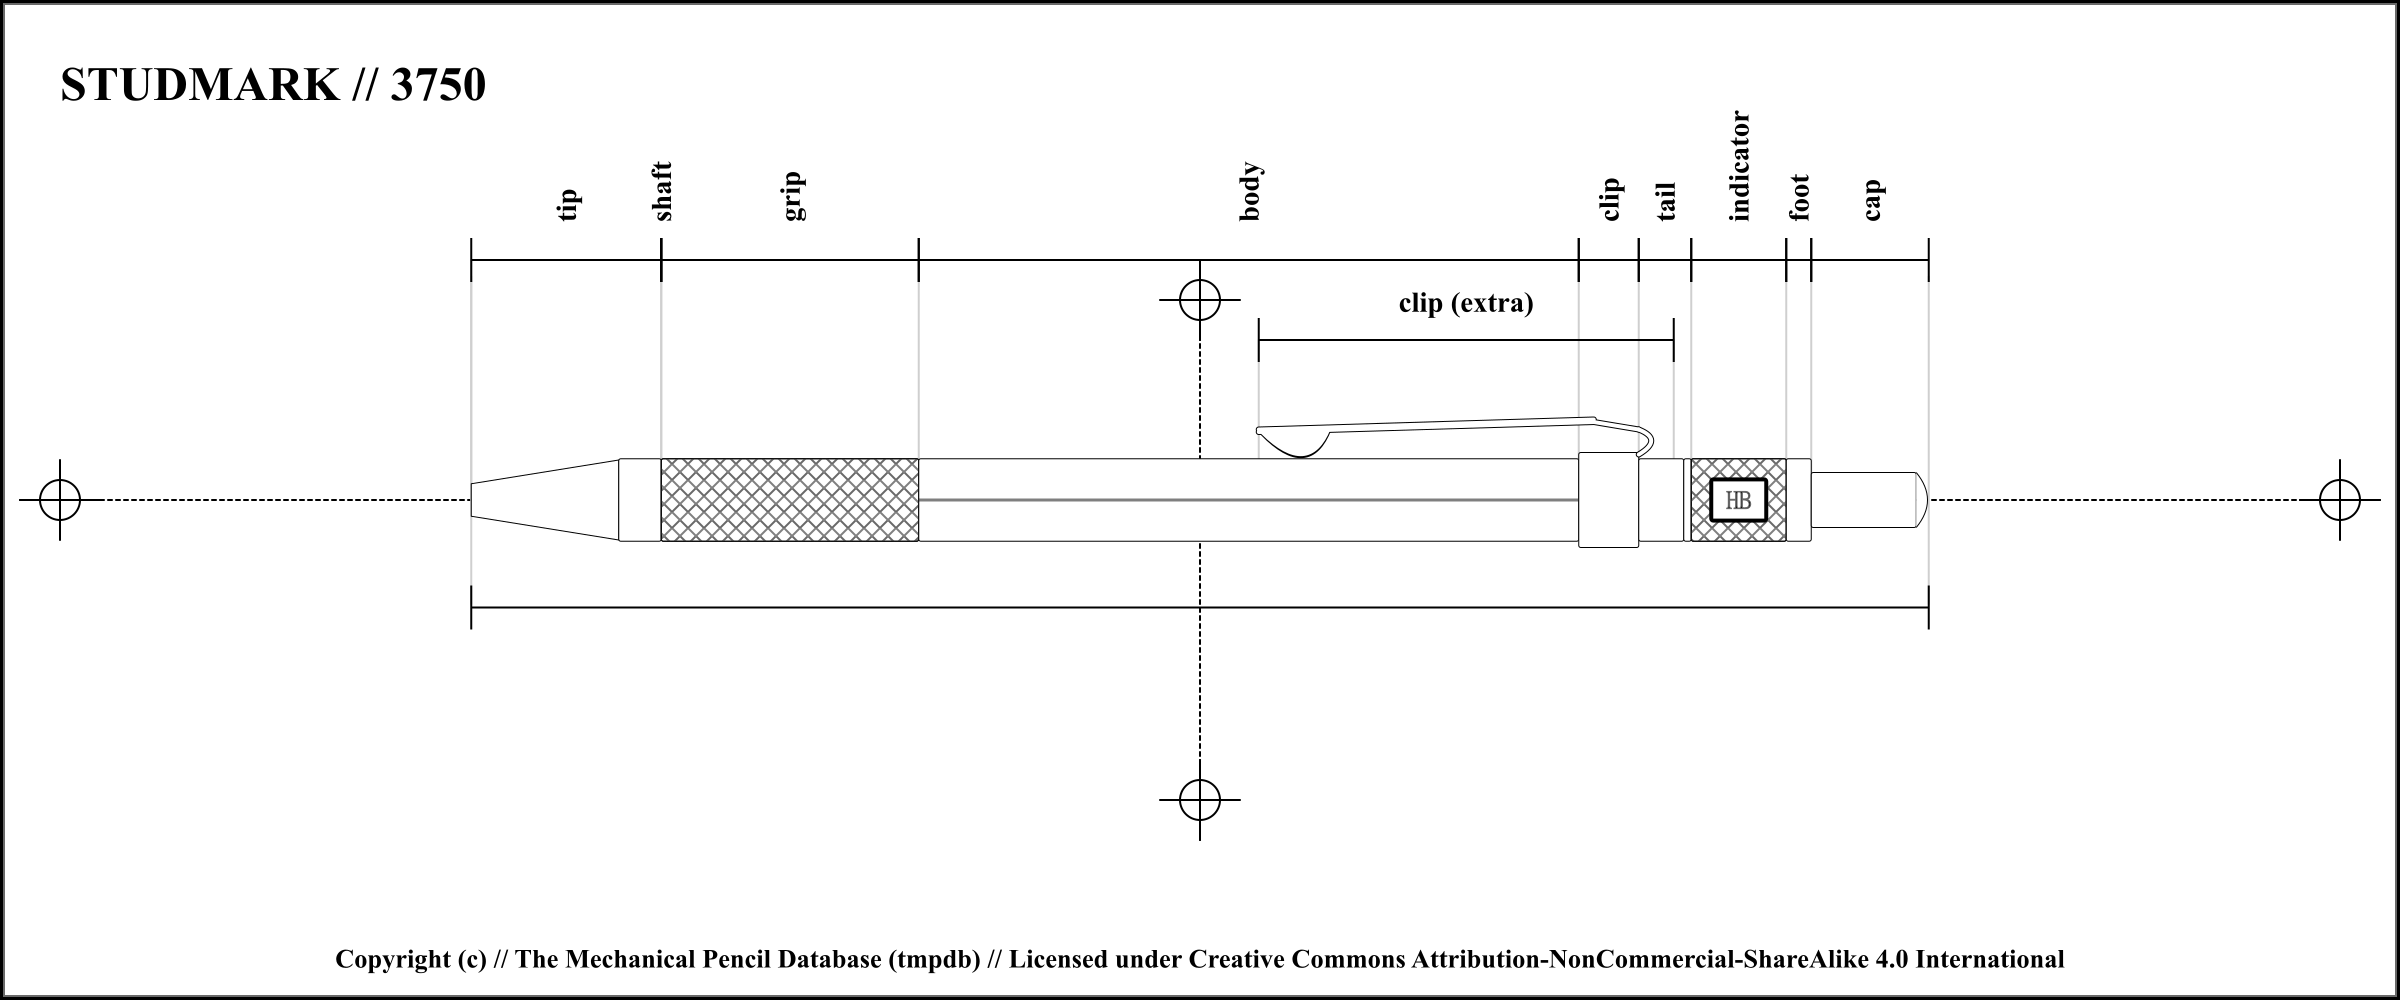 STUDMARK // 3750
tip
shaft
grip
body
clip
tail
indicator
foot
cap
clip (extra)
HB
Copyright (c) // The Mechanical Pencil Database (tmpdb) // Licensed under Creative Commons Attribution-NonCommercial-ShareAlike 4.0 International